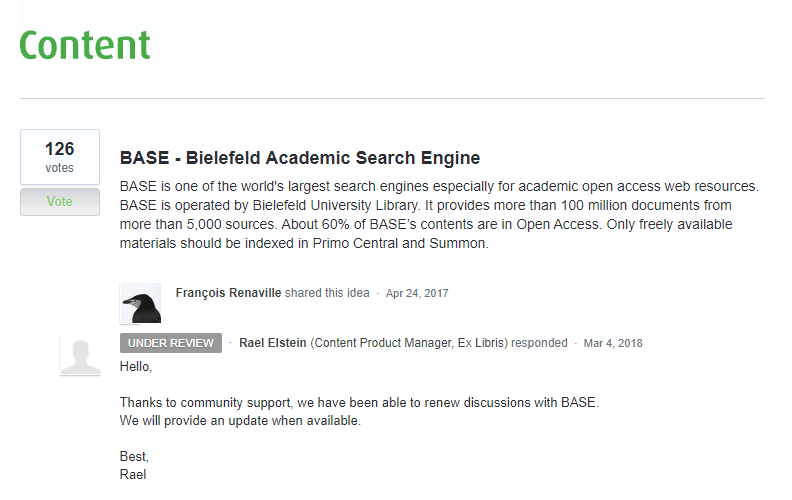 Content
126
votes
Vote
BASE - Bielefeld Academic Search Engine
BASE is one of the world's largest search engines especially for academic open access web resources.
BASE is operated by Bielefeld University Library. It provides more than 100 million documents from
more than 5,000 sources. About 60% of BASE’s contents are in Open Access. Only freely available
materials should be indexed in Primo Central and Summon.
François Renaville shared this idea · Apr 24, 2017
UNDER REVIEW · Rael Elstein (Content Product Manager, Ex Libris) responded · Mar 4, 2018
Hello,
Thanks to community support, we have been able to renew discussions with BASE.
We will provide an update when available.
Best,
Rael